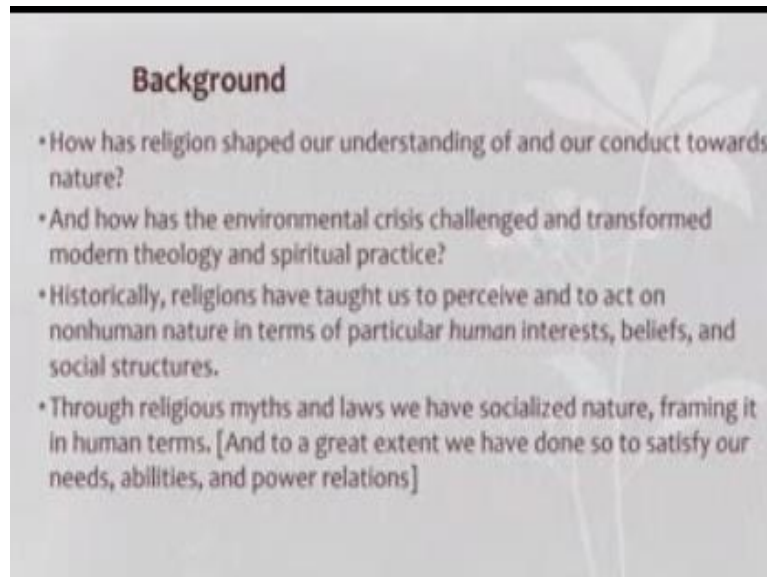 Background
•How has religion shaped our understanding of and our conduct towards
nature?
•And how has the environmental crisis challenged and transformed
modern theology and spiritual practice?
•Historically, religions have taught us to perceive and to act on
nonhuman nature in terms of particular human interests, beliefs, and
social structures.
•Through religious myths and laws we have socialized nature, framing it
in human terms. [And to a great extent we have done so to satisfy our
needs, abilities, and power relations]